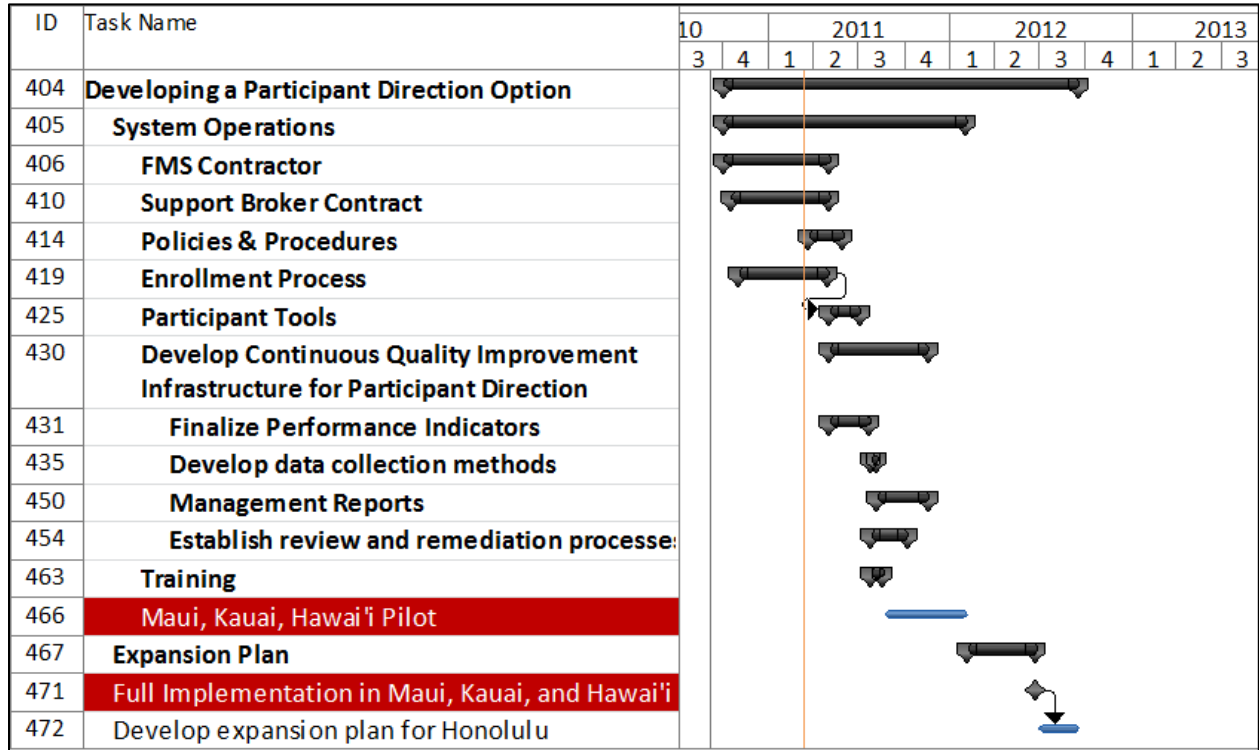 ID Task Name 10 2011 2012 2013
3 4 1 2 3 4 1 2 3 4 1 2 3
404 Developing a Participant Direction Option
405 System Operations
406 FMS Contractor
410 Support Broker Contract
414 Policies & Procedures
419 Enrollment Process
425 Participant Tools
430 Develop Continuous Quality Improvement
Infrastructure for Participant Direction
431 Finalize Performance Indicators
435 Develop data collection methods
450 Management Reports
454 Establish review and remediation processes
463 Training
466 Maui, Kauai, Hawai'i Pilot
467 Expansion Plan
471 Full Implementation in Maui, Kauai, and Hawai'i
472 Develop expansion plan for Honolulu